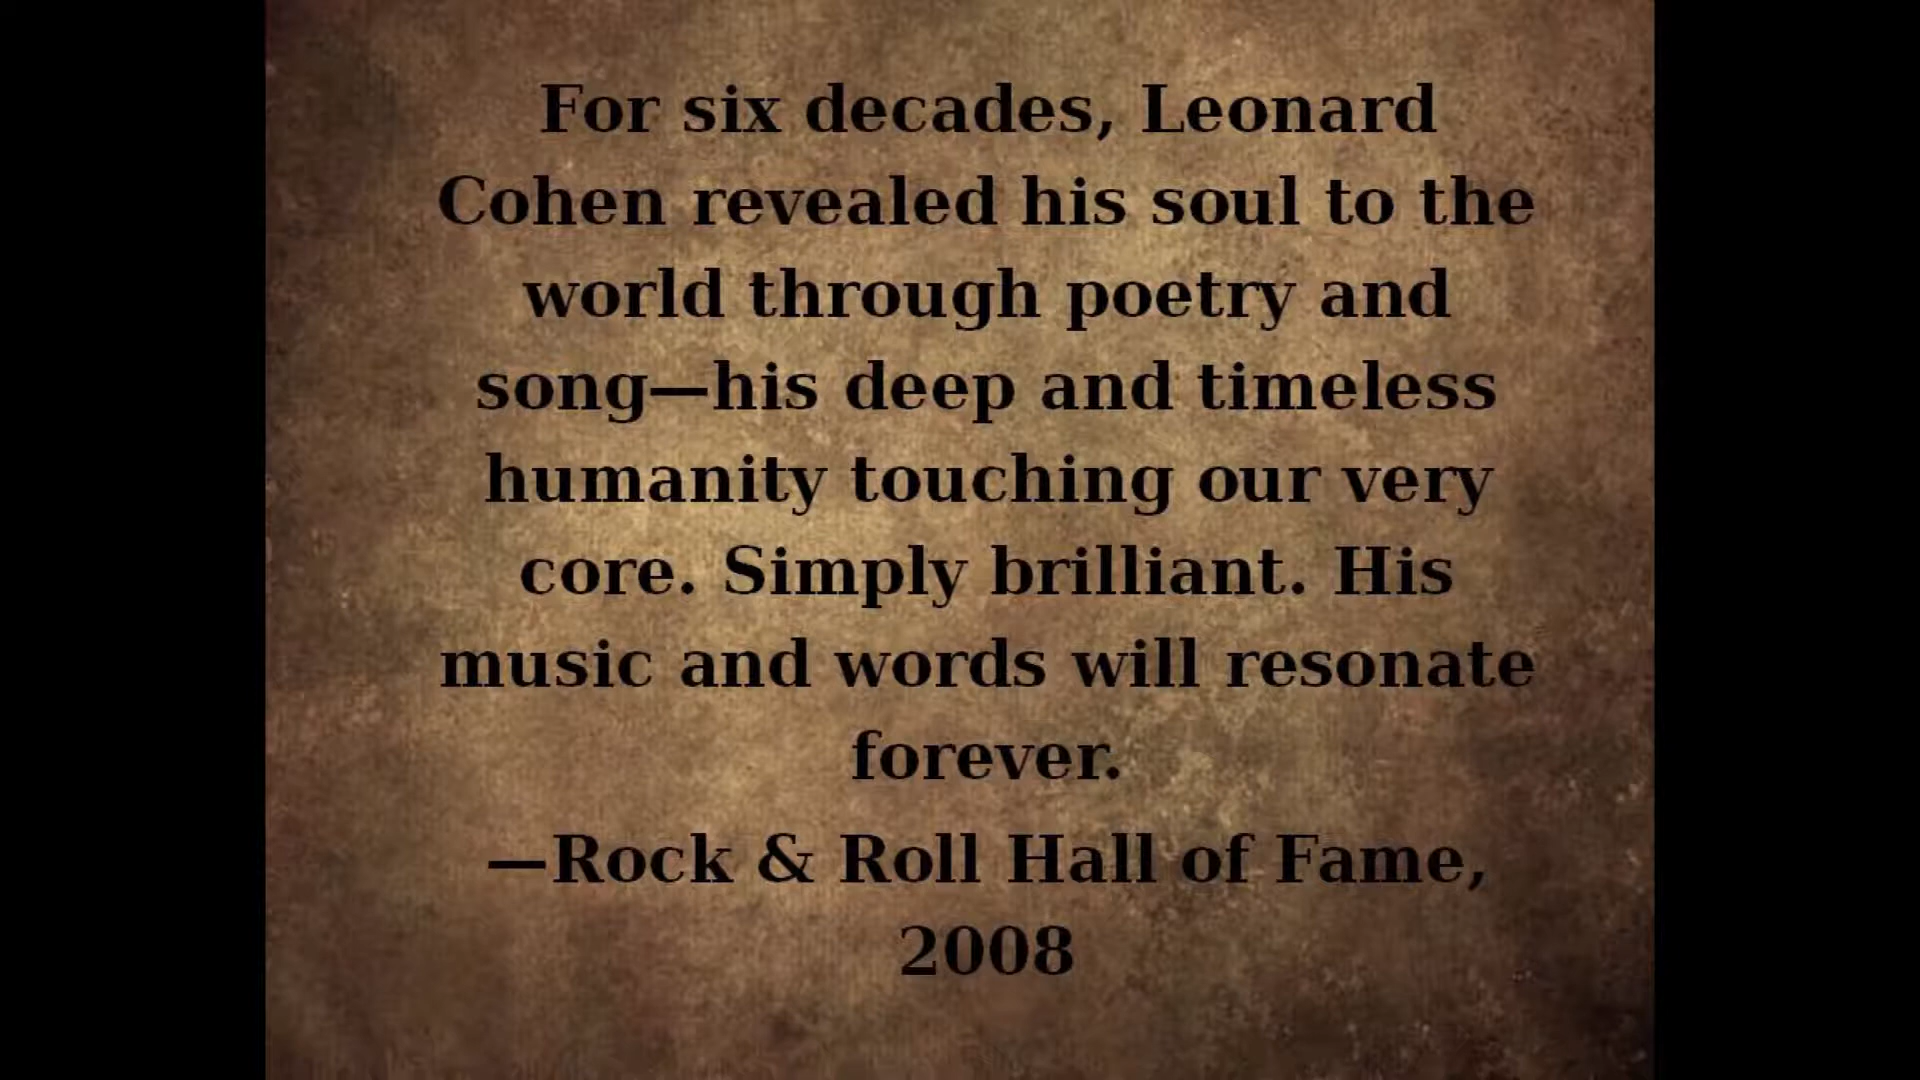 For six decades, Leonard
Cohen revealed his soul to the
world through poetry and
song—his deep and timeless
humanity touching our very
core. Simply brilliant. His
music and words will resonate
forever.
—Rock & Roll Hall of Fame,
2008